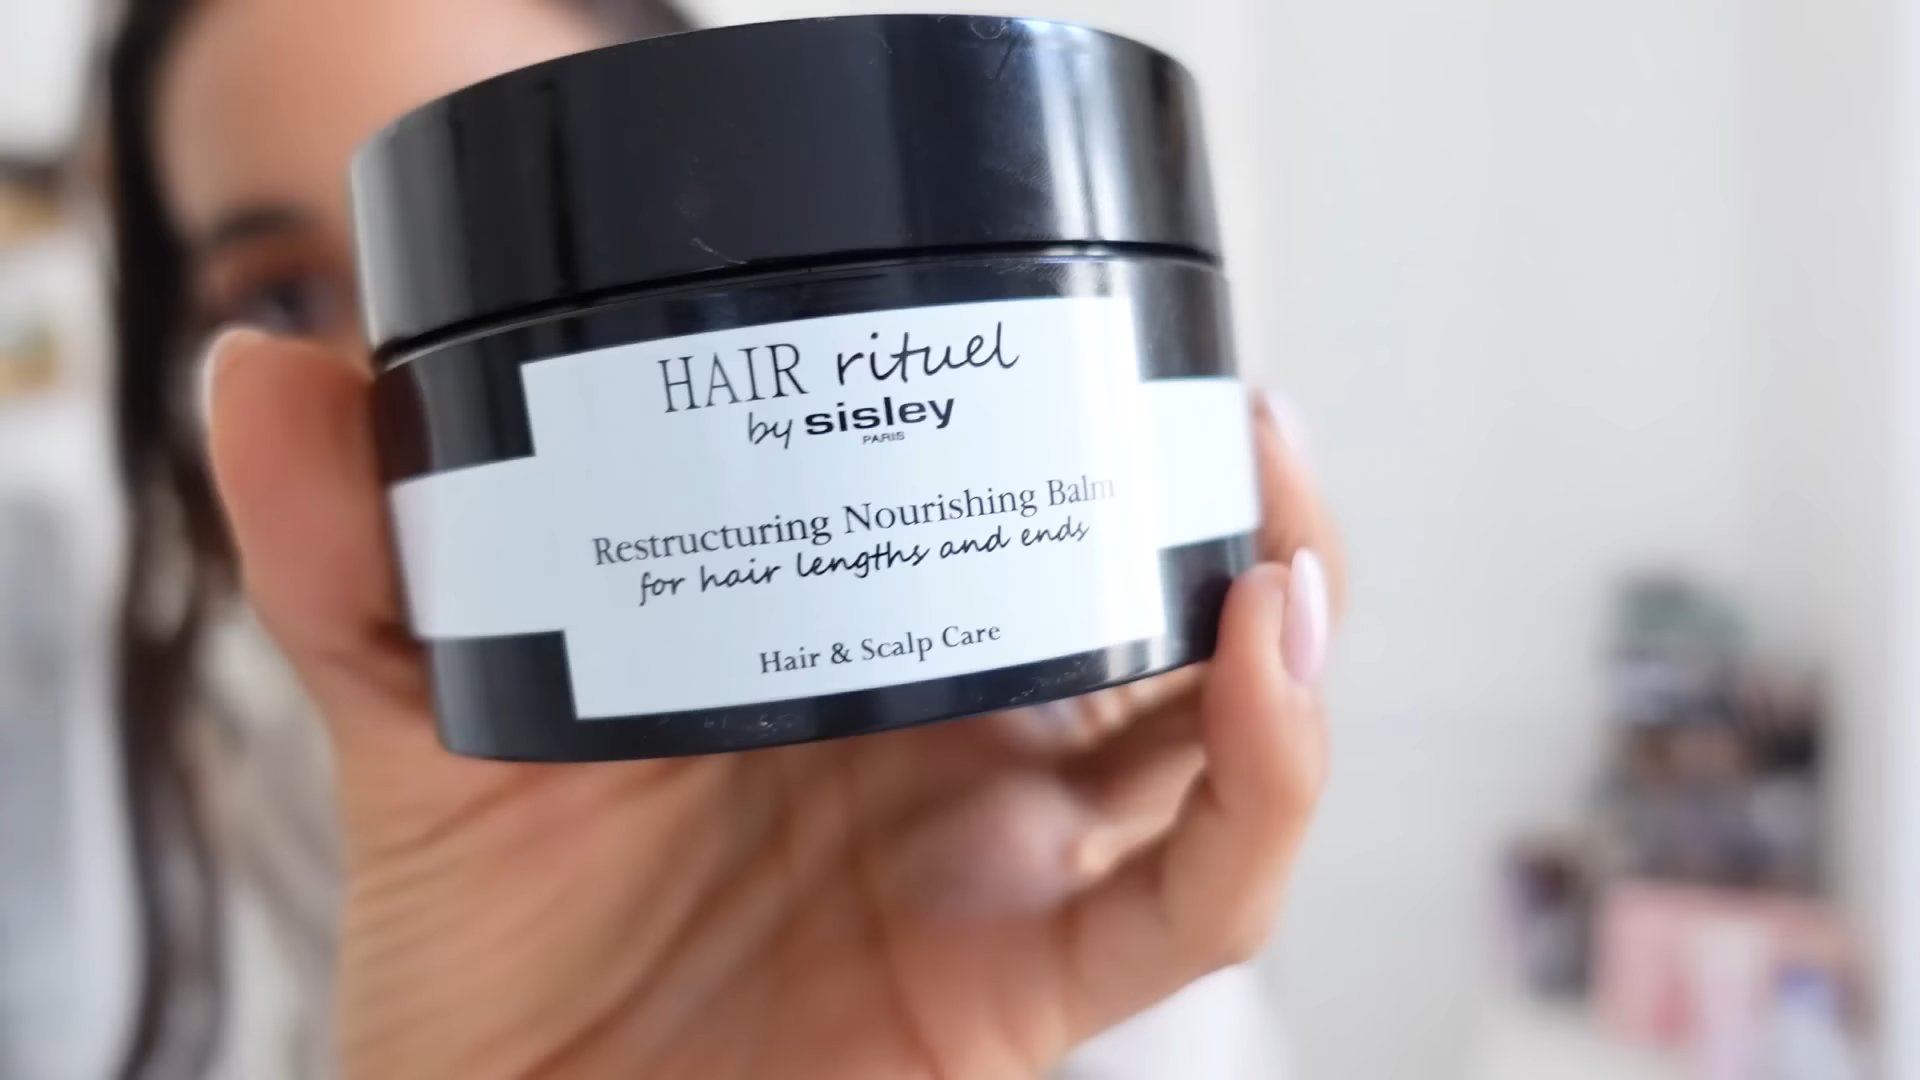 HAIR rituel
by sisley
PARIS
Restructuring Nourishing Balm
for hair lengths and ends
Hair & Scalp Care